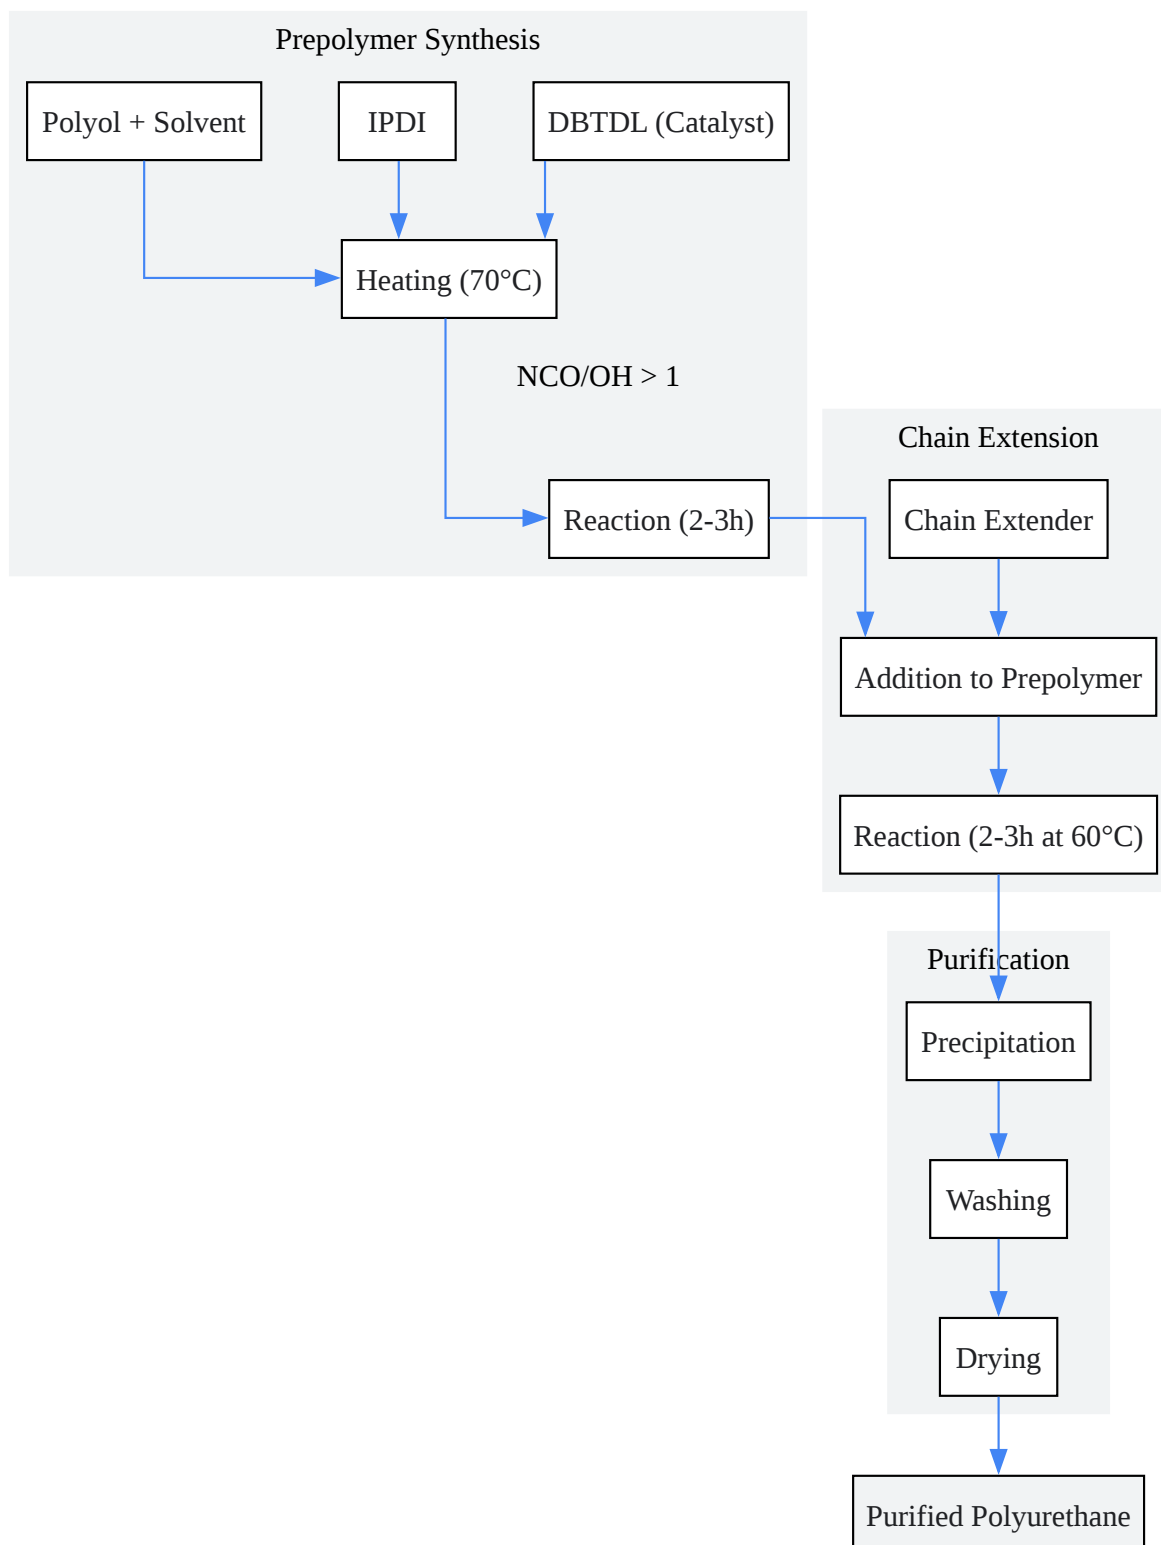 Prepolymer Synthesis
Polyol + Solvent
IPDI
DBTDL (Catalyst)
Heating (70°C)
NCO/OH > 1
Reaction (2-3h)
Chain Extension
Chain Extender
Addition to Prepolymer
Reaction (2-3h at 60°C)
Purification
Precipitation
Washing
Drying
Purified Polyurethane